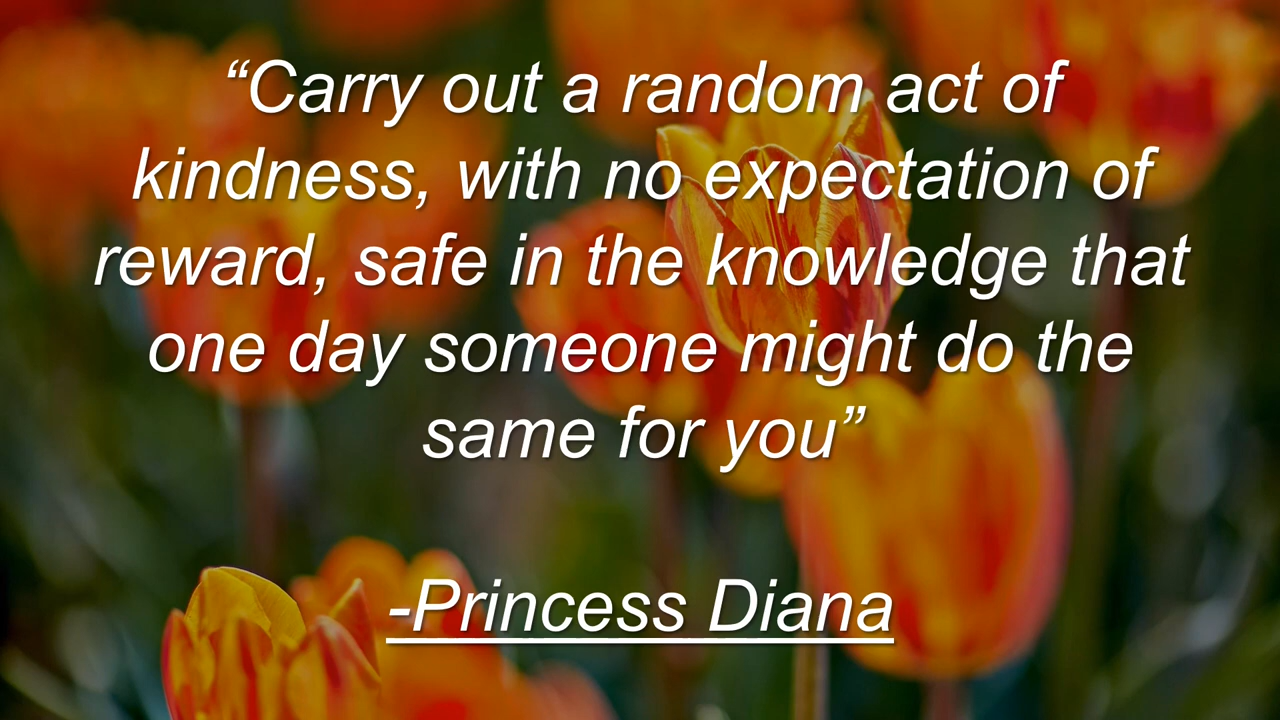 “Carry out a random act of
kindness, with no expectation of
reward, safe in the knowledge that
one day someone might do the
same for you”
-Princess Diana